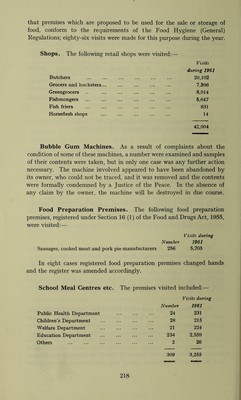 that premises which are proposed to be used for the sale or storage of
food, conform to the requirements of the Food Hygiene (General)
Regulations; eighty-six visits were made for this purpose during the year.
Shops. The following retail shops were visited:—
Visits
during 1961
Butchers ... ... ... ... ... 20,102
Grocers and hucksters... ... ... ... 7,206
Greengrocers ... ... ... ... ... 8,914
Fishmongers ... ... ... ... ... 5,047
Fish friers ... ... ... ... ... 821
Horseflesh shops ... ... ... ... 14
42,004
Bubble Gum Machines. As a result of complaints about the
condition of some of these machines, a number were examined and samples
of their contents were taken, but in only one case was any further action
necessary. The machine involved appeared to have been abandoned by
its owner, who could not be traced, and it was removed and the contents
were formally condemned by a Justice of the Peace. In the absence of
any claim by the owner, the machine will be destroyed in due course.
Food Preparation Premises. The following food preparation
premises, registered under Section 16 (1) of the Food and Drugs Act, 1955,
were visited:—
Visits during
Number 1961
Sausages, cooked meat and pork pie manufacturers 256 5,705
In eight cases registered food preparation premises changed hands
and the register was amended accordingly.
School Meal Centres etc. The premises visited included:—
Visits during
Number 1961
Public Health Department ... ... ... 24 231
Children's Department ... ... ... 28 215
Welfare Department ... ... ... 21 224
Education Department ... ... ... 234 2,559
Others ... ... ... ... ... 2 26
309 3,255
218